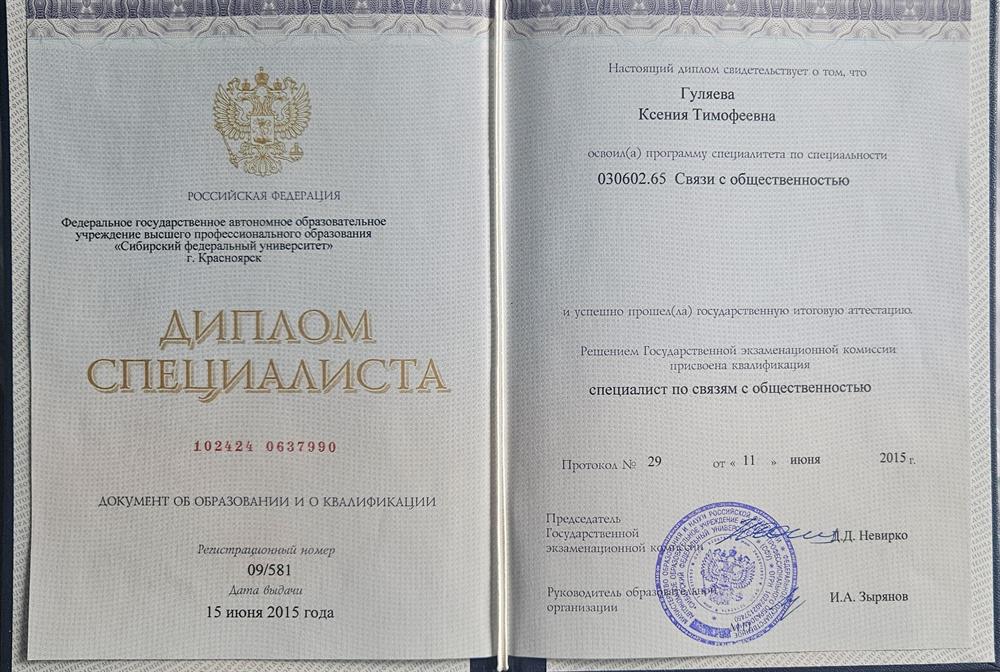 РОССИЙСКАЯ ФЕДЕРАЦИЯ
Федеральное государственное автономное образовательное
учреждение высшего профессионального образования
«Сибирский федеральный университет»
г. Красноярск
ДИПЛОМ
СПЕЦИАЛИСТА
102424 0637990
ДОКУМЕНТ ОБ ОБРАЗОВАНИИ И О КВАЛИФИКАЦИИ
Регистрационный номер
09/581
Дата выдачи
15 июня 2015 года
Настоящий диплом свидетельствует о том, что
Гуляева
Ксения Тимофеевна
освоил(а) программу специалитета по специальности
030602.65 Связи с общественностью
и успешно прошел(ла) государственную итоговую аттестацию.
Решением Государственной экзаменационной комиссии
присвоена квалификация
специалист по связям с общественностью
Протокол № 29 от « 11 » июня 2015 г.
Председатель
Государственной
экзаменационной комиссии Д.Д. Невирко
Руководитель образовательной
организации И.А. Зырянов